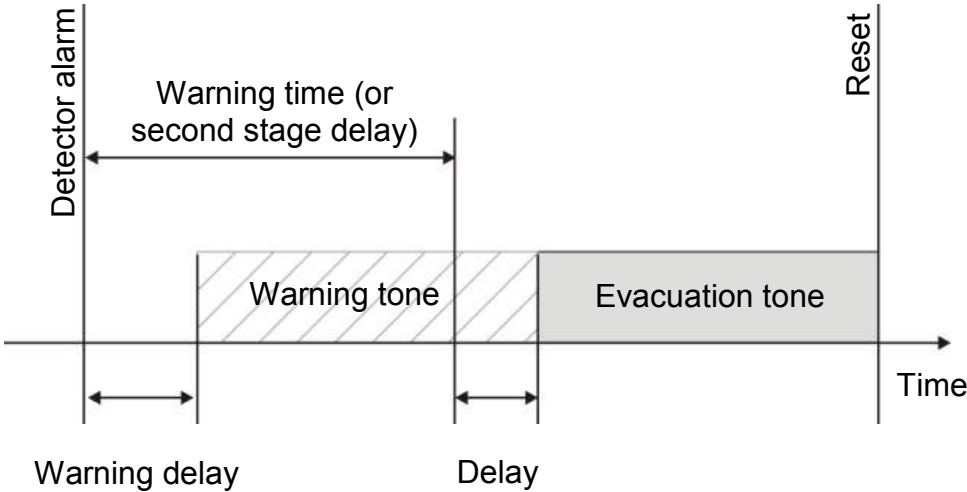 Detector alarm
Warning time (or
second stage delay)
Reset
Warning tone
Evacuation tone
Time
Warning delay
Delay